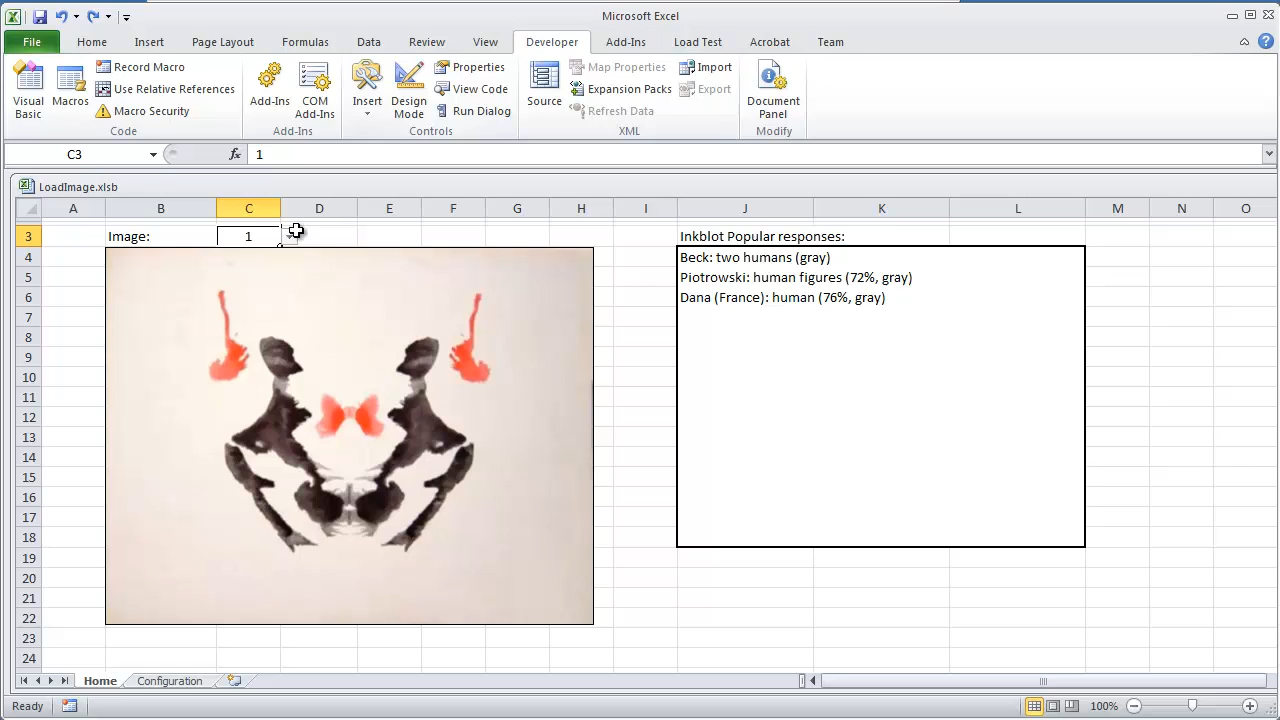 Microsoft Excel
File Home Insert Page Layout Formulas Data Review View Developer Add-Ins Load Test Acrobat Team
Visual Basic
Macros
Record Macro
Use Relative References
Macro Security
Code
Add-Ins
COM Add-Ins
Add-Ins
Insert
Design Mode
Properties
View Code
Run Dialog
Controls
Source
Map Properties
Expansion Packs
Refresh Data
Import
Export
XML
Document Panel
Modify
C3 fx 1
LoadImage.xlsb
A B C D E F G H I J K L M N O
3 Image: 1 Inkblot Popular responses:
4 Beck: two humans (gray)
5 Piotrowski: human figures (72%, gray)
6 Dana (France): human (76%, gray)
7
8
9
10
11
12
13
14
15
16
17
18
19
20
21
22
23
24
Home Configuration
Ready 100%